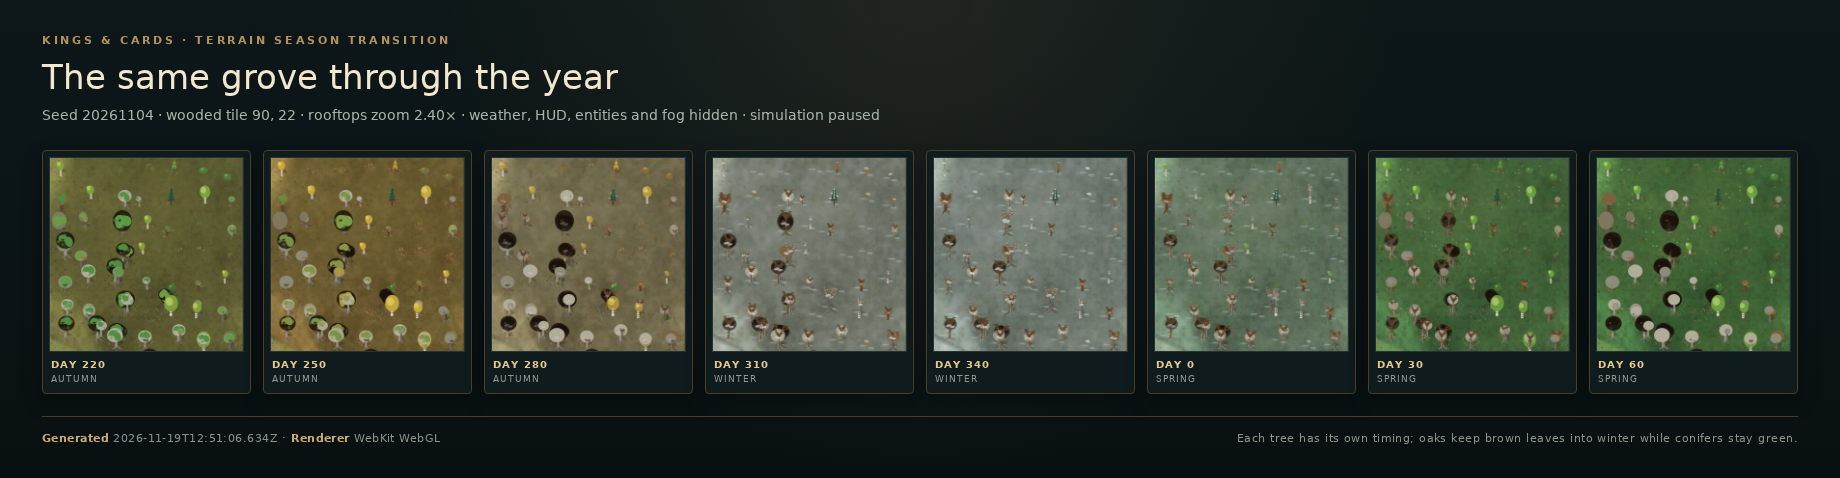 KINGS & CARDS · TERRAIN SEASON TRANSITION
The same grove through the year
Seed 20261104 · wooded tile 90, 22 · rooftops zoom 2.40× · weather, HUD, entities and fog hidden · simulation paused
DAY 220
AUTUMN
DAY 250
AUTUMN
DAY 280
AUTUMN
DAY 310
WINTER
DAY 340
WINTER
DAY 0
SPRING
DAY 30
SPRING
DAY 60
SPRING
Generated 2026-11-19T12:51:06.634Z · Renderer WebKit WebGL
Each tree has its own timing; oaks keep brown leaves into winter while conifers stay green.